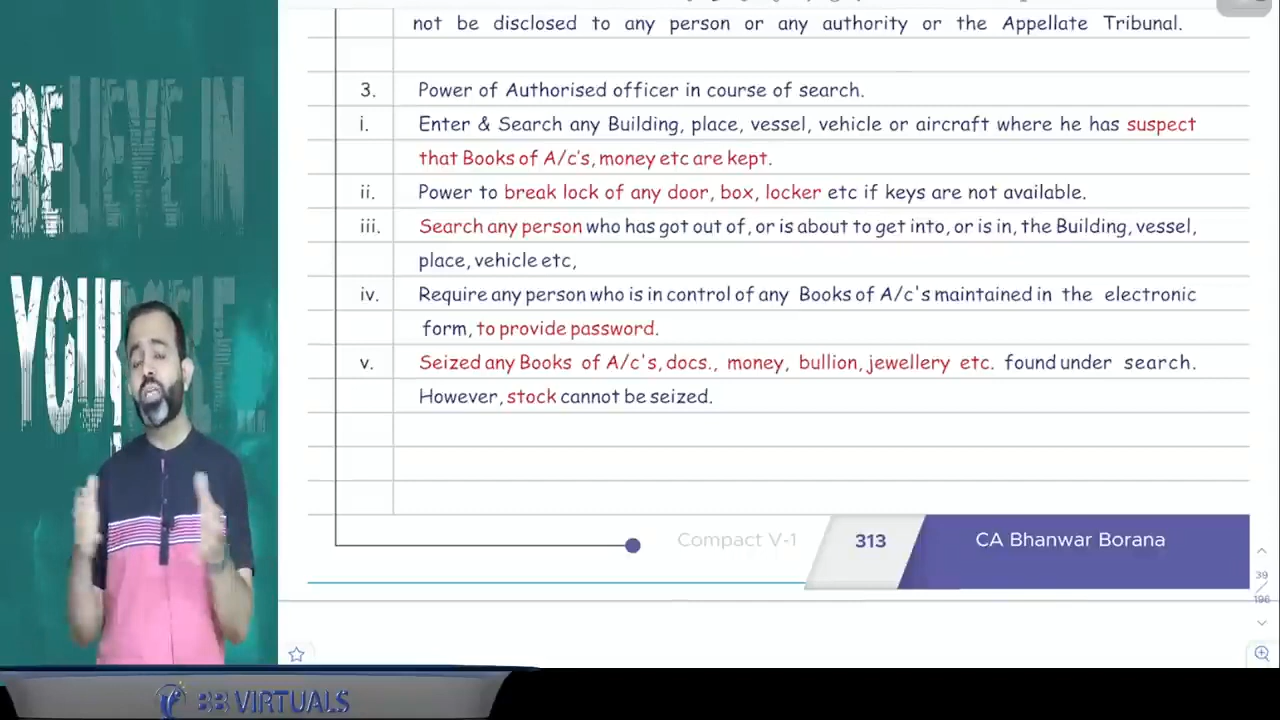 not be disclosed to any person or any authority or the Appellate Tribunal.
3. Power of Authorised officer in course of search.
i. Enter & Search any Building, place, vessel, vehicle or aircraft where he has suspect
that Books of A/c's, money etc are kept.
ii. Power to break lock of any door, box, locker etc if keys are not available.
iii. Search any person who has got out of, or is about to get into, or is in, the Building, vessel,
place, vehicle etc,
iv. Require any person who is in control of any Books of A/c's maintained in the electronic
form, to provide password.
v. Seized any Books of A/c's, docs., money, bullion, jewellery etc. found under search.
However, stock cannot be seized.
Compact V-1 313 CA Bhanwar Borana
39
/
196
BELIEVE IN
BB VIRTUALS